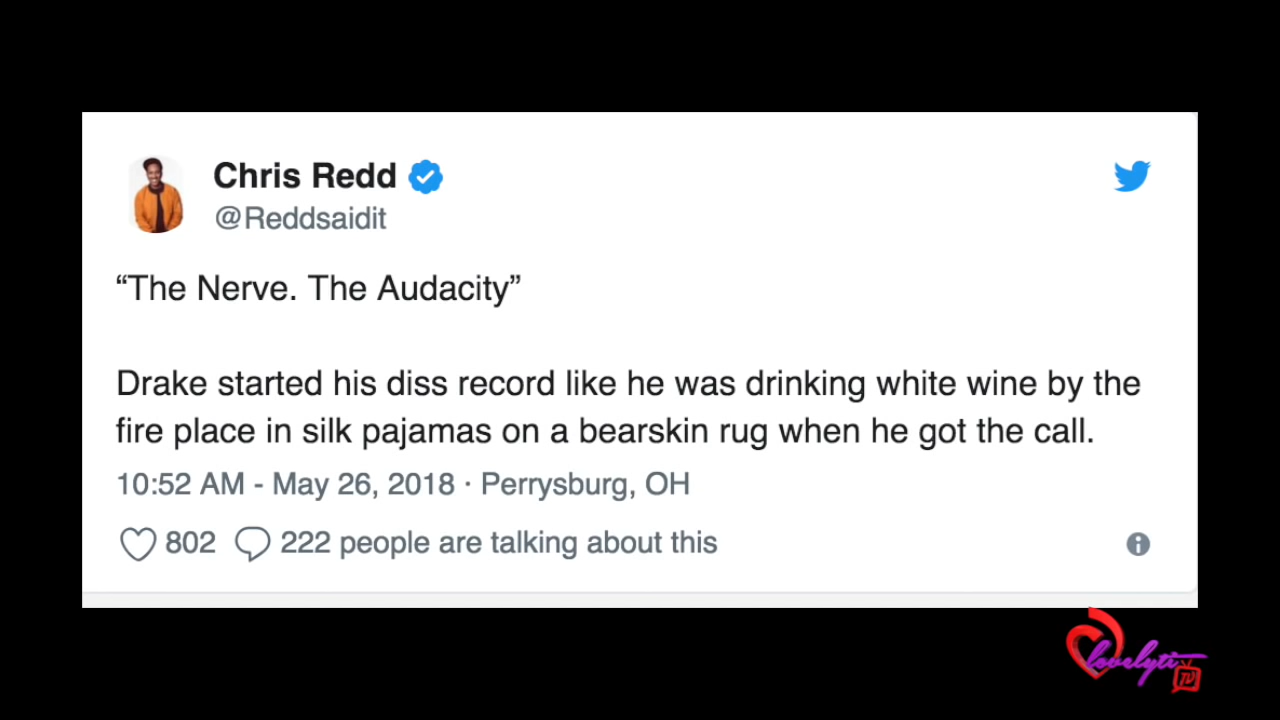 Chris Redd
@Reddsaidit
“The Nerve. The Audacity”
Drake started his diss record like he was drinking white wine by the
fire place in silk pajamas on a bearskin rug when he got the call.
10:52 AM - May 26, 2018 · Perrysburg, OH
802 222 people are talking about this
lovelyti
TV